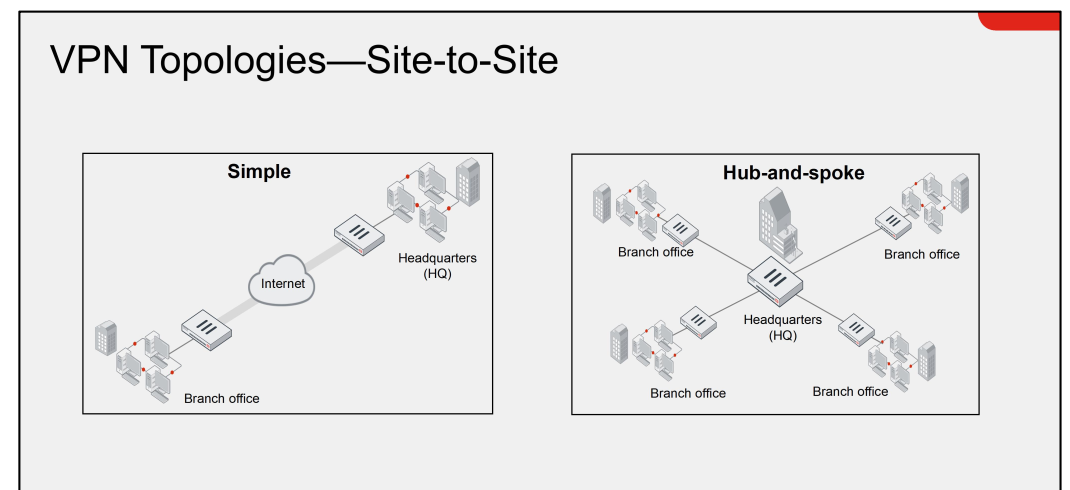 VPN Topologies—Site-to-Site
Simple
Headquarters
(HQ)
Internet
Branch office
Hub-and-spoke
Branch office
Branch office
Headquarters
(HQ)
Branch office
Branch office